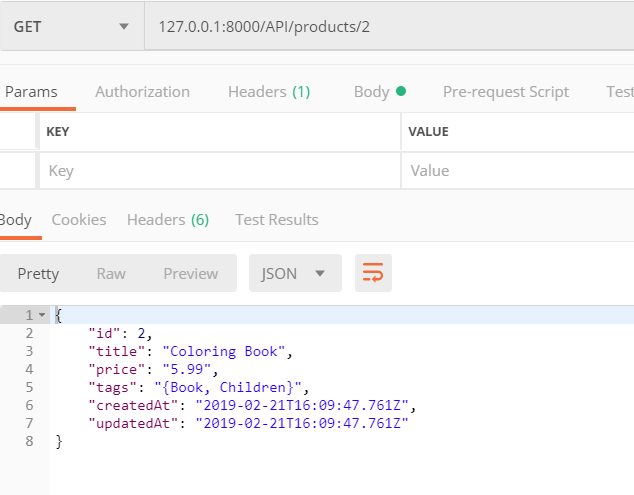 GET 127.0.0.1:8000/API/products/2
Params Authorization Headers (1) Body Pre-request Script Test
KEY VALUE
Key Value
Body Cookies Headers (6) Test Results
Pretty Raw Preview JSON
1 {
2 "id": 2,
3 "title": "Coloring Book",
4 "price": "5.99",
5 "tags": "{Book, Children}",
6 "createdAt": "2019-02-21T16:09:47.761Z",
7 "updatedAt": "2019-02-21T16:09:47.761Z"
8 }